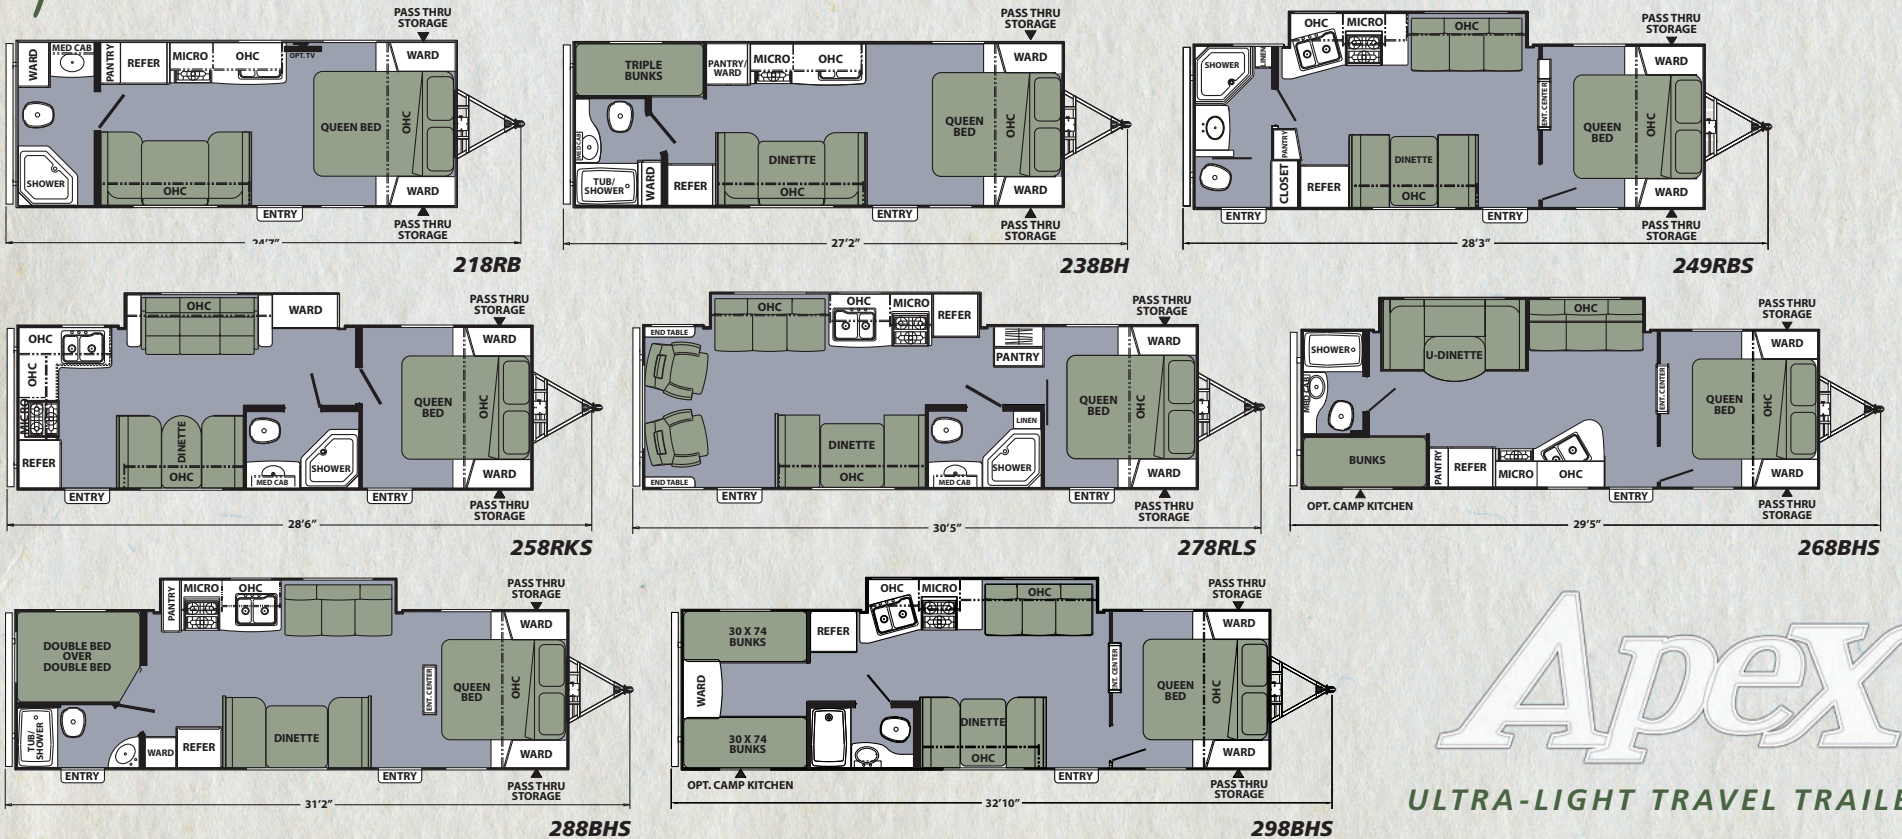 PASS THRU
STORAGE
WARD
MED CAB
PANTRY
REFER
MICRO
OHC
OPT. TV
WARD
QUEEN BED
OHC
SHOWER
OHC
WARD
ENTRY
PASS THRU
STORAGE
24'7"
218RB
PASS THRU
STORAGE
TRIPLE
BUNKS
PANTRY/
WARD
MICRO
OHC
WARD
QUEEN
BED
OHC
MED CAB
DINETTE
TUB/
SHOWER
WARD
REFER
OHC
WARD
ENTRY
PASS THRU
STORAGE
27'2"
238BH
OHC
MICRO
OHC
PASS THRU
STORAGE
SHOWER
LINEN
WARD
ENT. CENTER
QUEEN
BED
OHC
PANTRY
DINETTE
CLOSET
REFER
OHC
WARD
ENTRY
ENTRY
PASS THRU
STORAGE
28'3"
249RBS
OHC
WARD
PASS THRU
STORAGE
OHC
WARD
OHC
MICRO
QUEEN
BED
OHC
DINETTE
REFER
OHC
MED CAB
SHOWER
WARD
ENTRY
ENTRY
PASS THRU
STORAGE
28'6"
258RKS
OHC
OHC
MICRO
REFER
PASS THRU
STORAGE
END TABLE
PANTRY
WARD
QUEEN
BED
OHC
LINEN
DINETTE
OHC
MED CAB
SHOWER
WARD
END TABLE
ENTRY
ENTRY
PASS THRU
STORAGE
30'5"
278RLS
OHC
PASS THRU
STORAGE
SHOWER
U-DINETTE
WARD
MED CAB
ENT. CENTER
QUEEN
BED
OHC
BUNKS
PANTRY
REFER
MICRO
OHC
WARD
ENTRY
OPT. CAMP KITCHEN
PASS THRU
STORAGE
29'5"
268BHS
PANTRY
MICRO
OHC
PASS THRU
STORAGE
DOUBLE BED
OVER
DOUBLE BED
WARD
ENT. CENTER
QUEEN
BED
OHC
TUB/
SHOWER
WARD
REFER
DINETTE
WARD
ENTRY
ENTRY
PASS THRU
STORAGE
31'2"
288BHS
OHC
MICRO
OHC
PASS THRU
STORAGE
30 X 74
BUNKS
REFER
WARD
WARD
ENT. CENTER
QUEEN
BED
OHC
30 X 74
BUNKS
DINETTE
OHC
WARD
ENTRY
OPT. CAMP KITCHEN
PASS THRU
STORAGE
32'10"
298BHS
Apex
ULTRA-LIGHT TRAVEL TRAILE